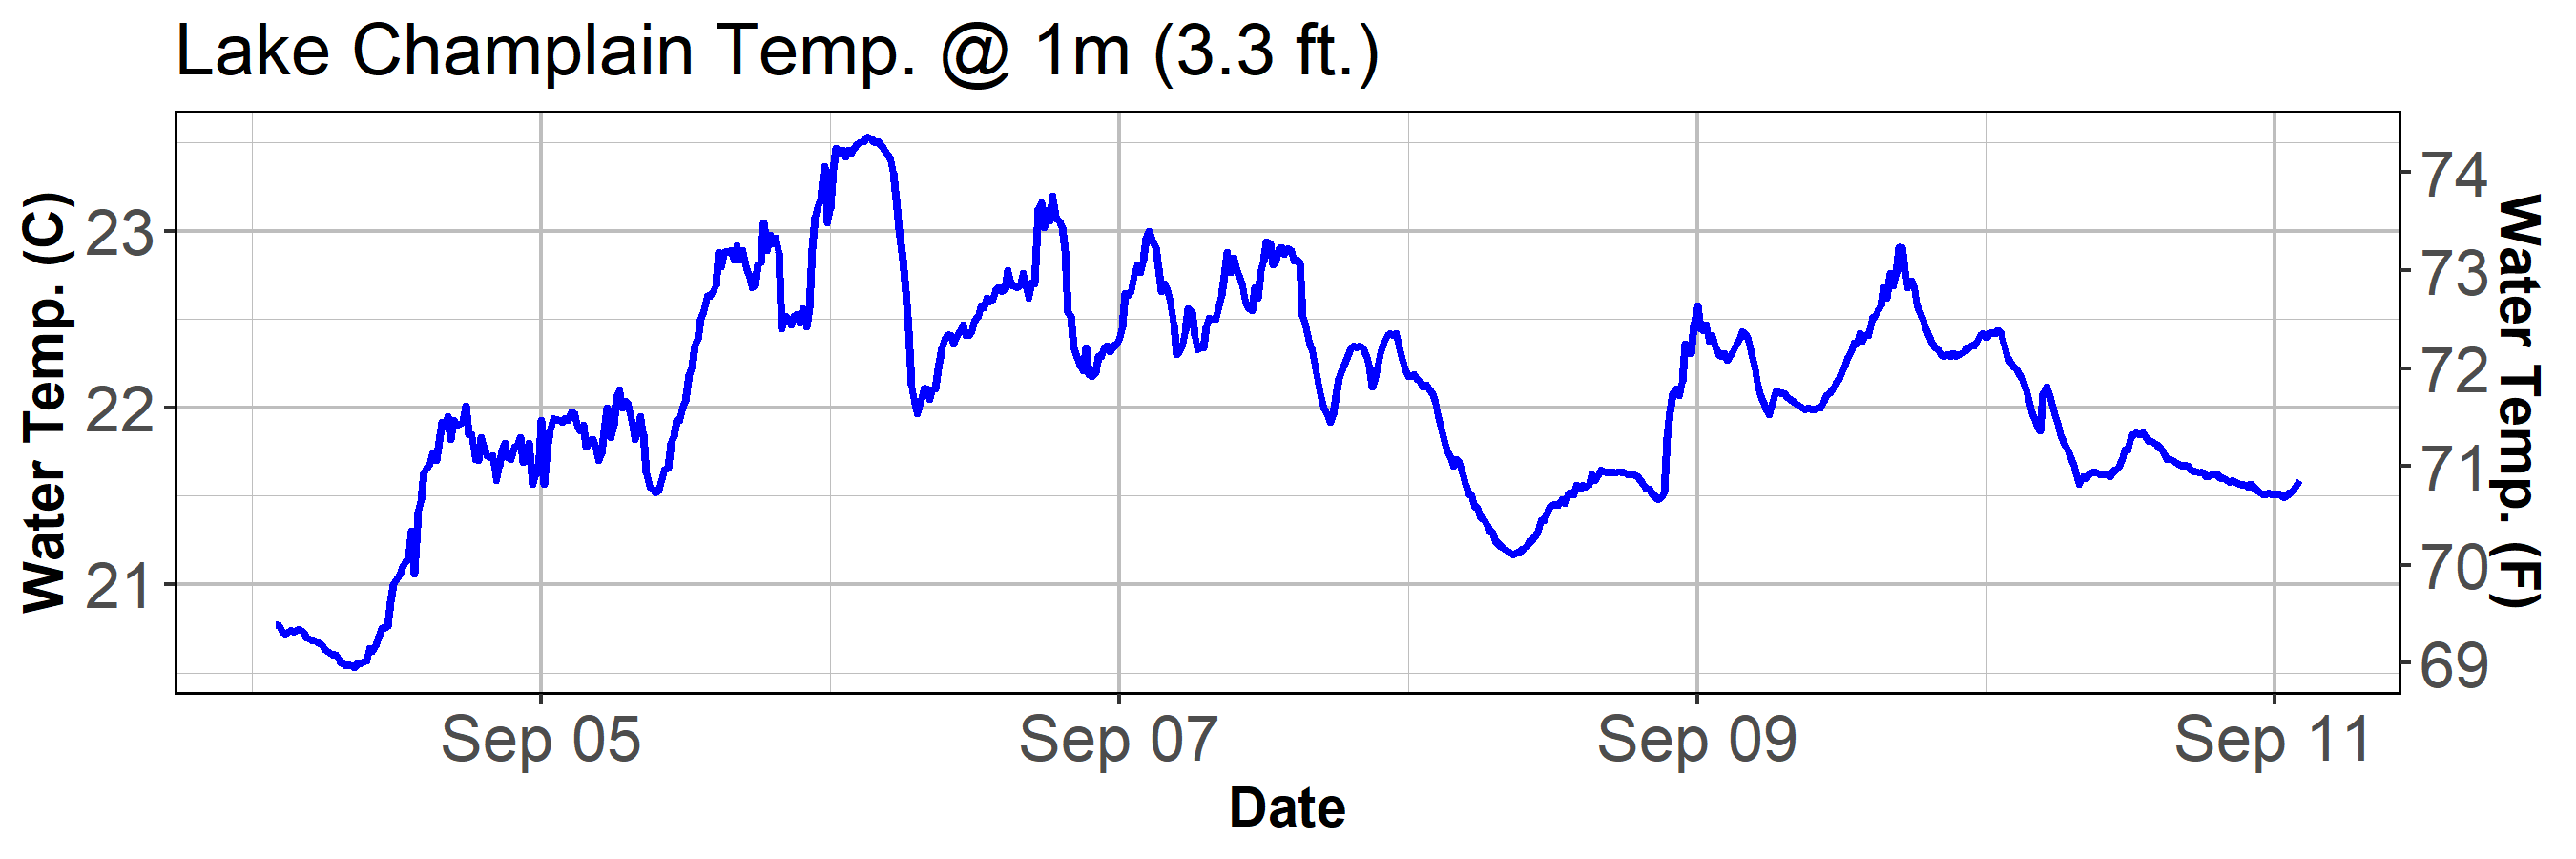 Lake Champlain Temp. @ 1m (3.3 ft.)
Water Temp. (C)
23
22
21
74
73
72
71
70
69
Water Temp. (F)
Sep 05
Sep 07
Sep 09
Sep 11
Date